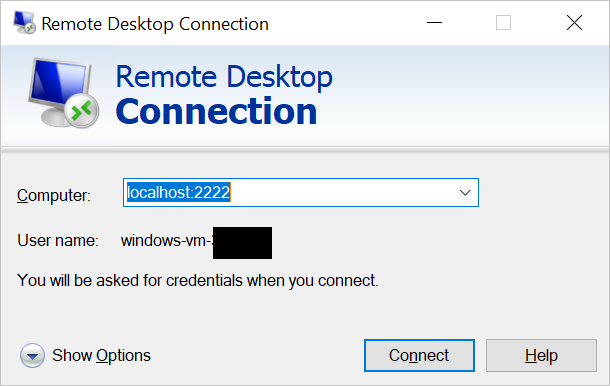 Remote Desktop Connection
Remote Desktop
Connection
Computer:
localhost:2222
User name: windows-vm-
You will be asked for credentials when you connect.
Show Options
Connect
Help